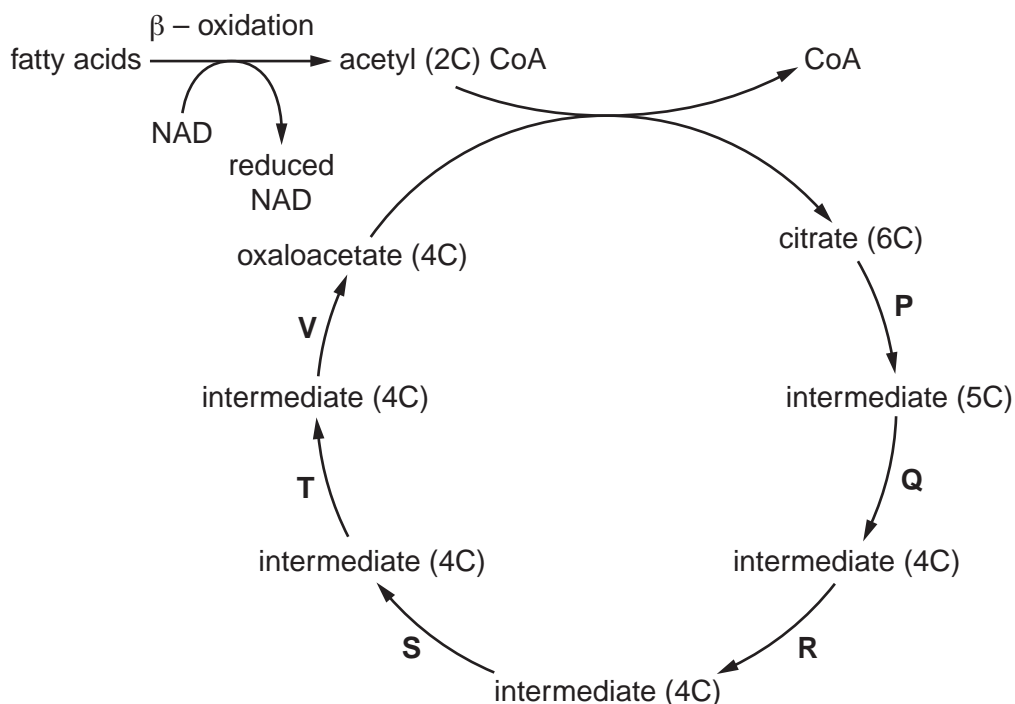 β – oxidation
fatty acids
acetyl (2C) CoA
CoA
NAD
reduced
NAD
oxaloacetate (4C)
citrate (6C)
P
V
intermediate (4C)
intermediate (5C)
Q
T
intermediate (4C)
intermediate (4C)
S
R
intermediate (4C)